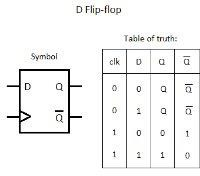 D Flip-flop
Symbol
D Q
Q̅
Table of truth:
clk D Q Q̅
0 0 Q Q̅
0 1 Q Q̅
1 0 0 1
1 1 1 0